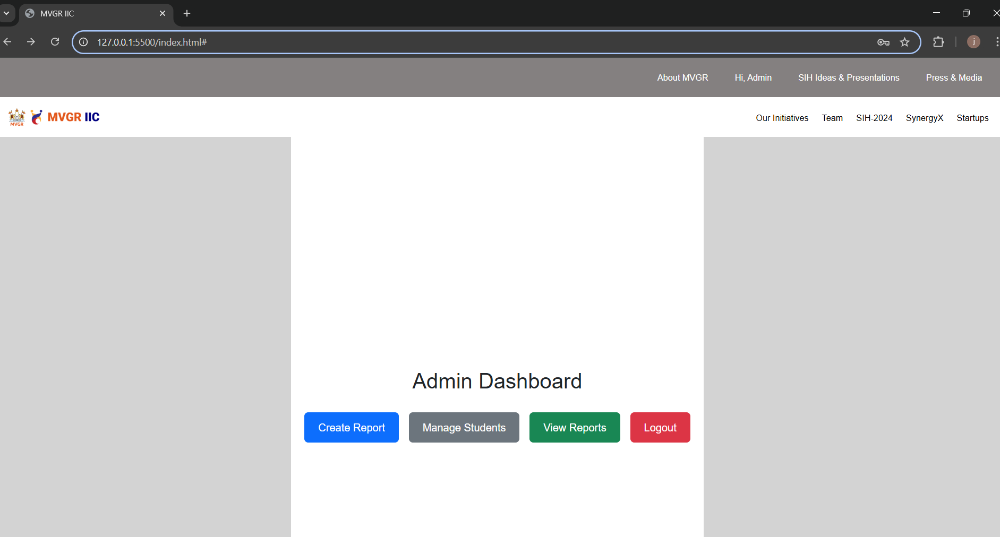 MVGR IIC
127.0.0.1:5500/index.html#
j
About MVGR Hi, Admin SIH Ideas & Presentations Press & Media
MVGR
MVGR IIC
Our Initiatives Team SIH-2024 SynergyX Startups
Admin Dashboard
Create Report Manage Students View Reports Logout